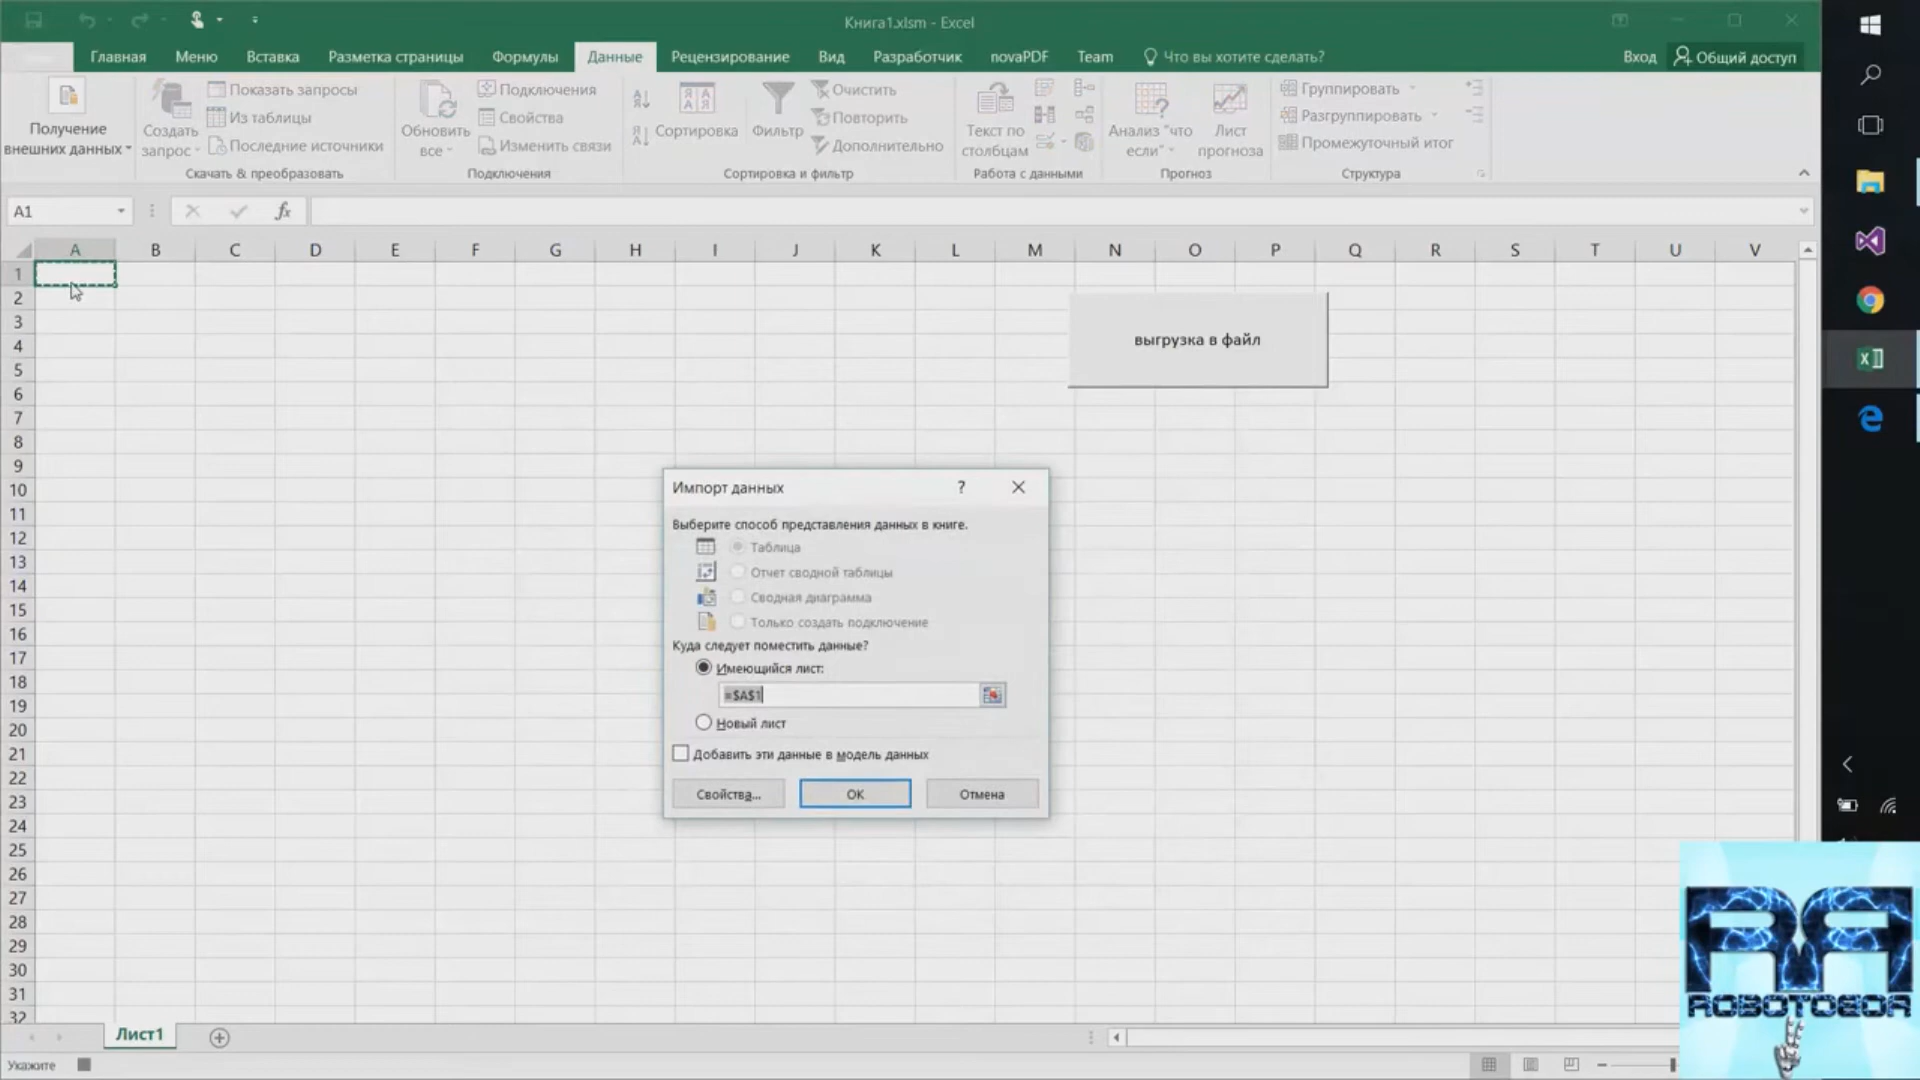 Книга1.xlsm - Excel
Главная Меню Вставка Разметка страницы Формулы Данные Рецензирование Вид Разработчик novaPDF Team Что вы хотите сделать? Вход Общий доступ
Получение
внешних данных
Создать
запрос
Показать запросы
Из таблицы
Последние источники
Скачать & преобразовать
Обновить
все
Подключения
Свойства
Изменить связи
Подключения
Сортировка
Фильтр
Очистить
Повторить
Дополнительно
Сортировка и фильтр
Текст по
столбцам
Работа с данными
Анализ "что
если"
Лист
прогноза
Прогноз
Группировать
Разгруппировать
Промежуточный итог
Структура
A1
fx
A B C D E F G H I J K L M N O P Q R S T U V
1
2
3
4
5
6
7
8
9
10
11
12
13
14
15
16
17
18
19
20
21
22
23
24
25
26
27
28
29
30
31
32
выгрузка в файл
Импорт данных ?
Выберите способ представления данных в книге.
Таблица
Отчет сводной таблицы
Сводная диаграмма
Только создать подключение
Куда следует поместить данные?
Имеющийся лист:
=$A$1
Новый лист
Добавить эти данные в модель данных
Свойства... ОК Отмена
Лист1
Укажите